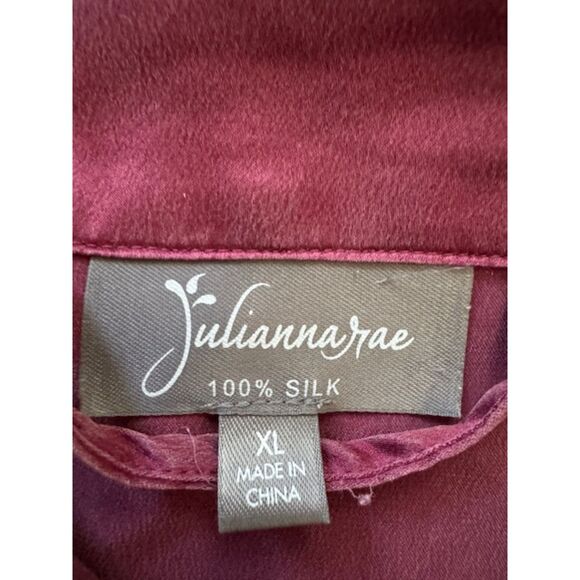 Juliannarae
100% SILK
XL
MADE IN
CHINA